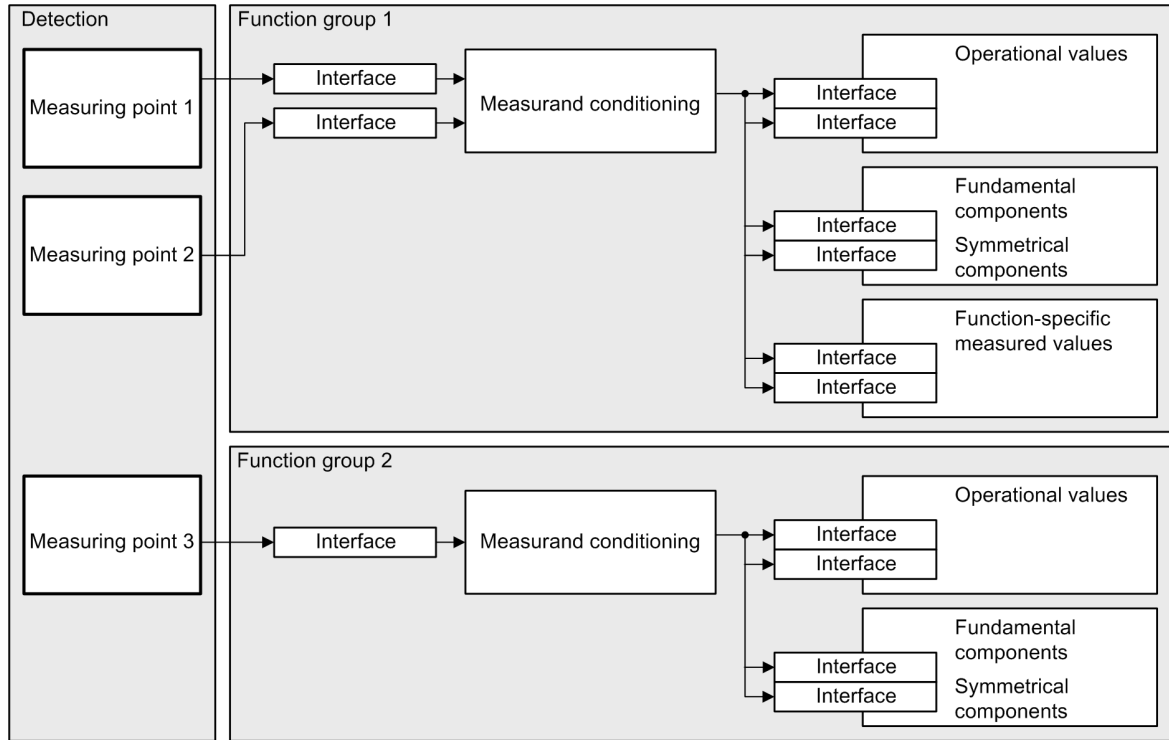 Detection
Measuring point 1
Measuring point 2
Measuring point 3
Function group 1
Interface
Interface
Measurand conditioning
Operational values
Interface
Interface
Fundamental
components
Interface
Symmetrical
components
Interface
Function-specific
measured values
Interface
Interface
Function group 2
Interface
Measurand conditioning
Operational values
Interface
Interface
Fundamental
components
Interface
Symmetrical
components
Interface